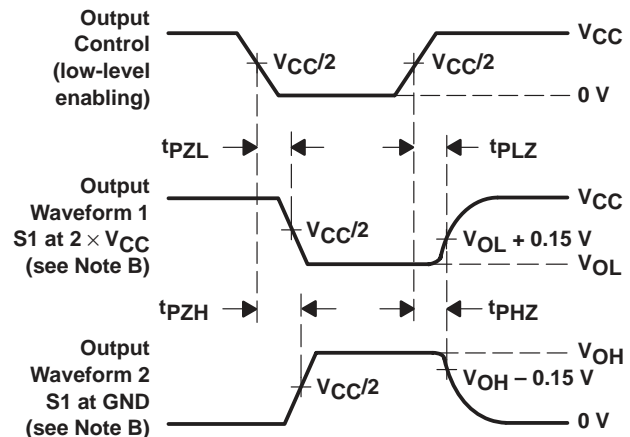 Output
Control
(low-level
enabling)
VCC
VCC/2
VCC/2
0 V
tPZL
tPLZ
Output
Waveform 1
S1 at 2 × VCC
(see Note B)
VCC
VCC/2
VOL + 0.15 V
VOL
tPZH
tPHZ
Output
Waveform 2
S1 at GND
(see Note B)
VOH
VCC/2
VOH – 0.15 V
0 V